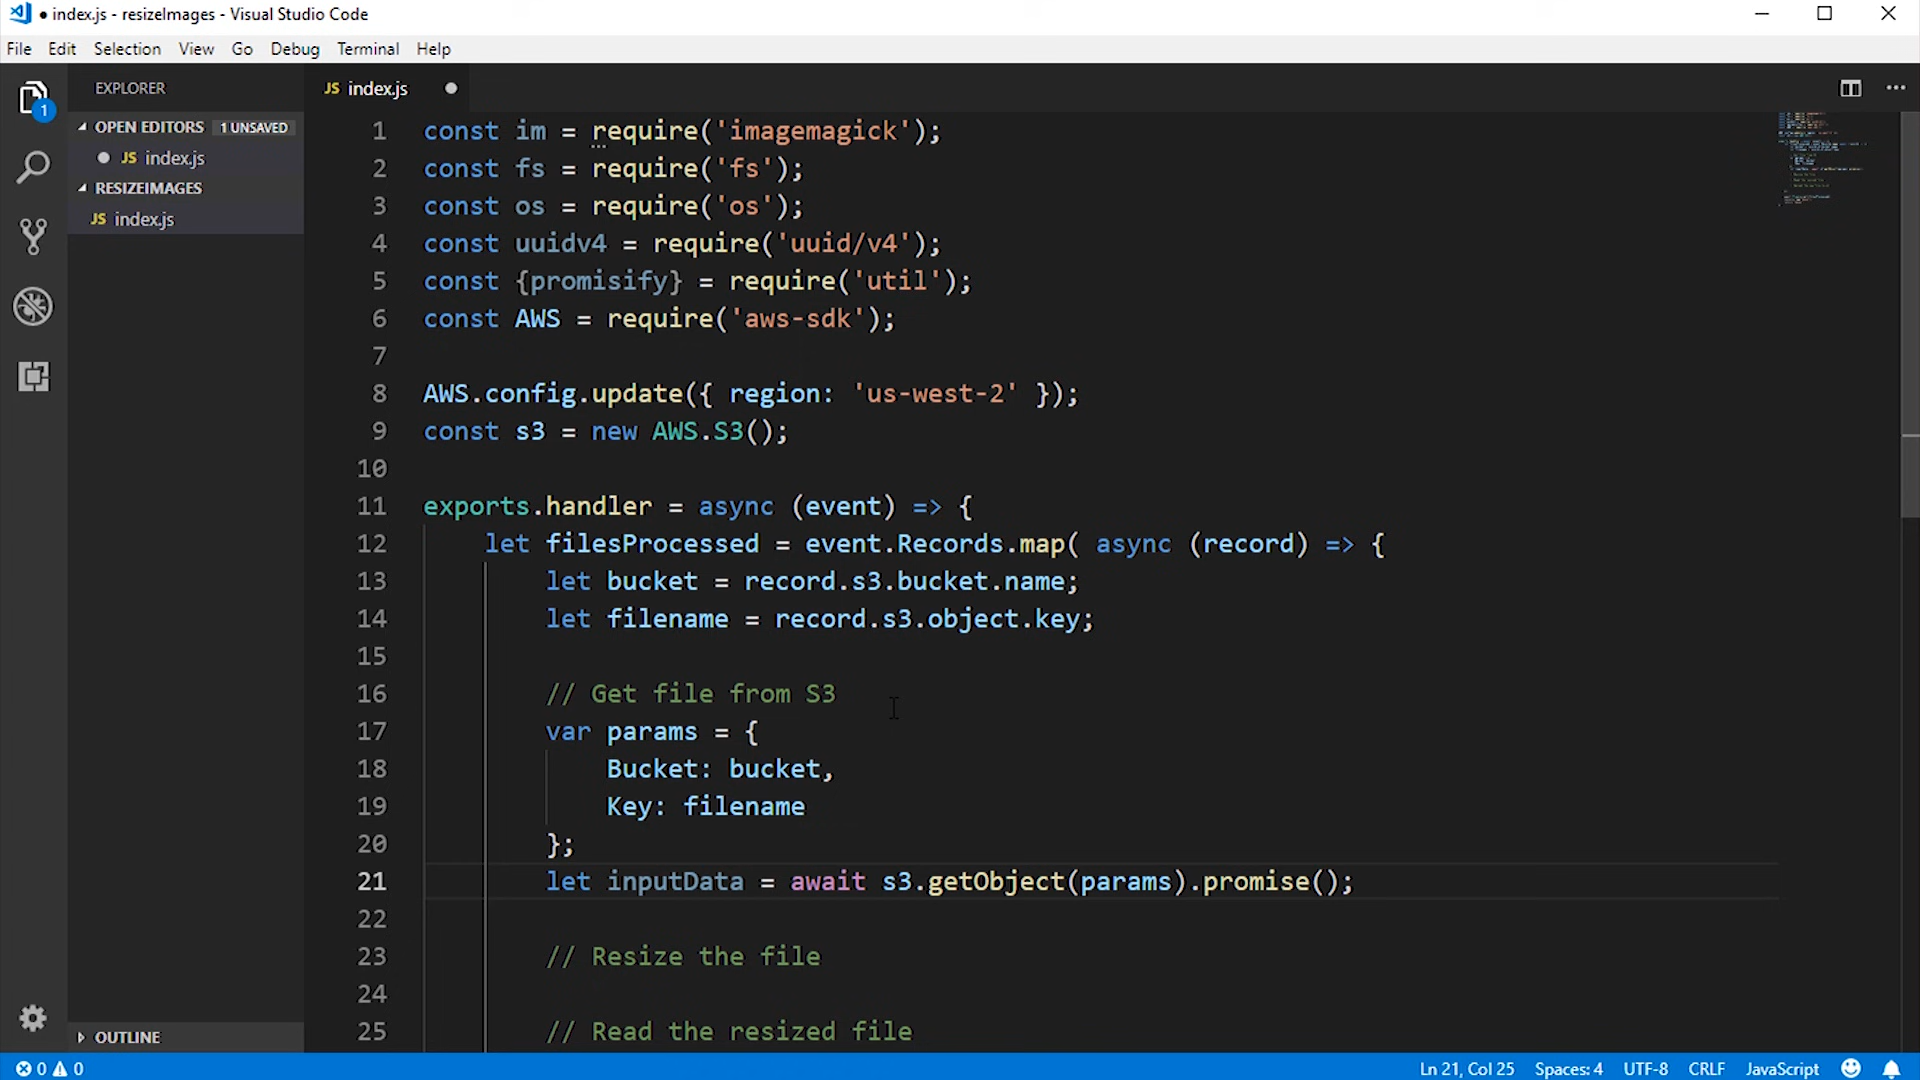 ● index.js - resizeImages - Visual Studio Code
File Edit Selection View Go Debug Terminal Help
EXPLORER
1
OPEN EDITORS 1 UNSAVED
JS index.js
RESIZEIMAGES
JS index.js
OUTLINE
JS index.js
1 const im = require('imagemagick');
2 const fs = require('fs');
3 const os = require('os');
4 const uuidv4 = require('uuid/v4');
5 const {promisify} = require('util');
6 const AWS = require('aws-sdk');
7
8 AWS.config.update({ region: 'us-west-2' });
9 const s3 = new AWS.S3();
10
11 exports.handler = async (event) => {
12 let filesProcessed = event.Records.map( async (record) => {
13 let bucket = record.s3.bucket.name;
14 let filename = record.s3.object.key;
15
16 // Get file from S3
17 var params = {
18 Bucket: bucket,
19 Key: filename
20 };
21 let inputData = await s3.getObject(params).promise();
22
23 // Resize the file
24
25 // Read the resized file
0 0 Ln 21, Col 25 Spaces: 4 UTF-8 CRLF JavaScript